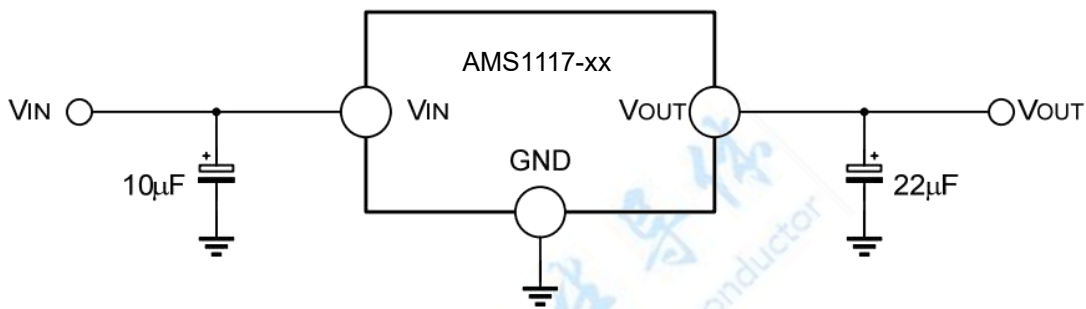 AMS1117-xx
VIN
VIN
VOUT
VOUT
GND
+
10µF
+
22µF